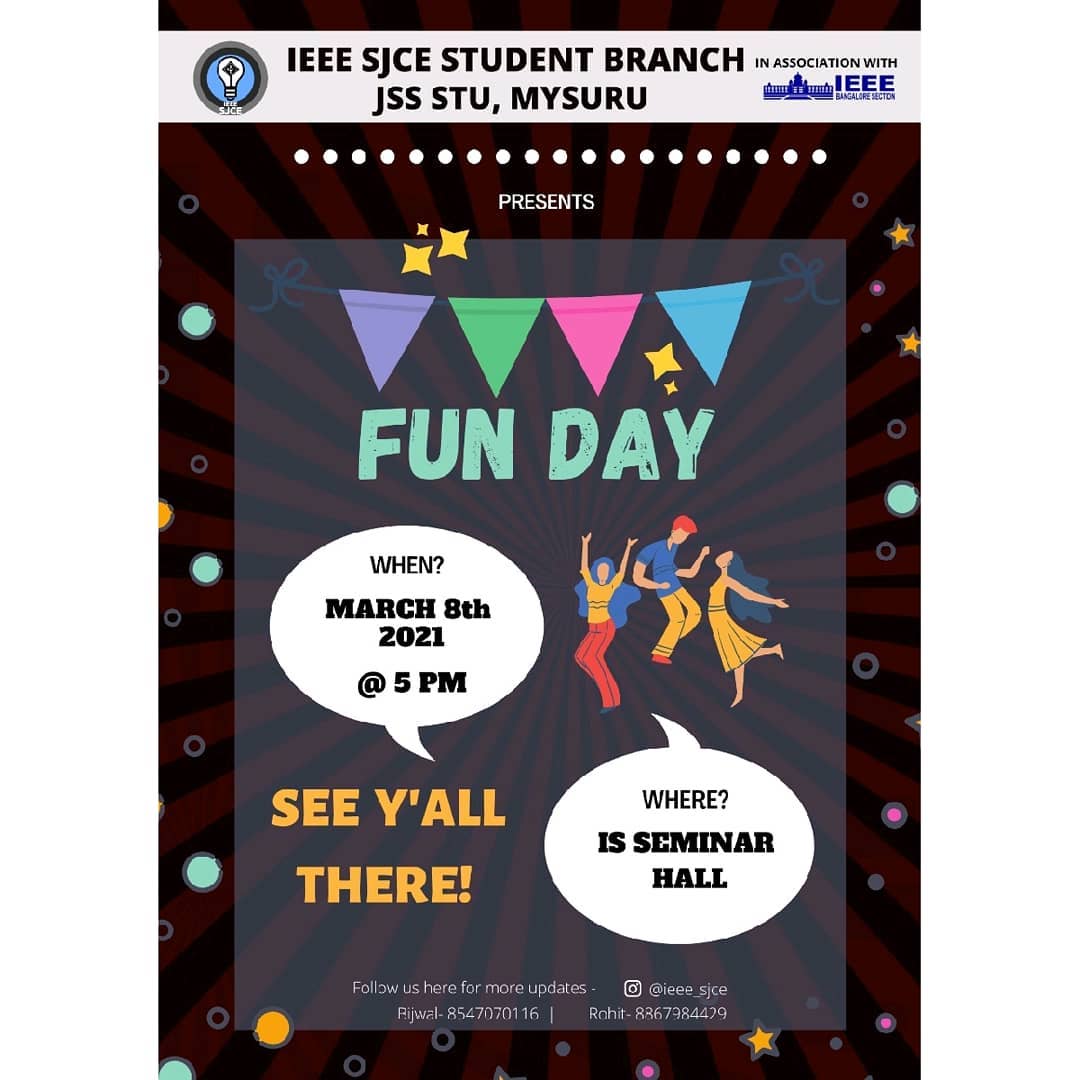 IEEE SJCE STUDENT BRANCH
JSS STU, MYSURU
IN ASSOCIATION WITH
IEEE
BANGALORE SECTION
IEEE
SJCE
PRESENTS
FUN DAY
WHEN?
MARCH 8th
2021
@ 5 PM
SEE Y'ALL
THERE!
WHERE?
IS SEMINAR
HALL
Follow us here for more updates - @ieee_sjce
Bijwal- 8547070116 | Rohit- 8867984429